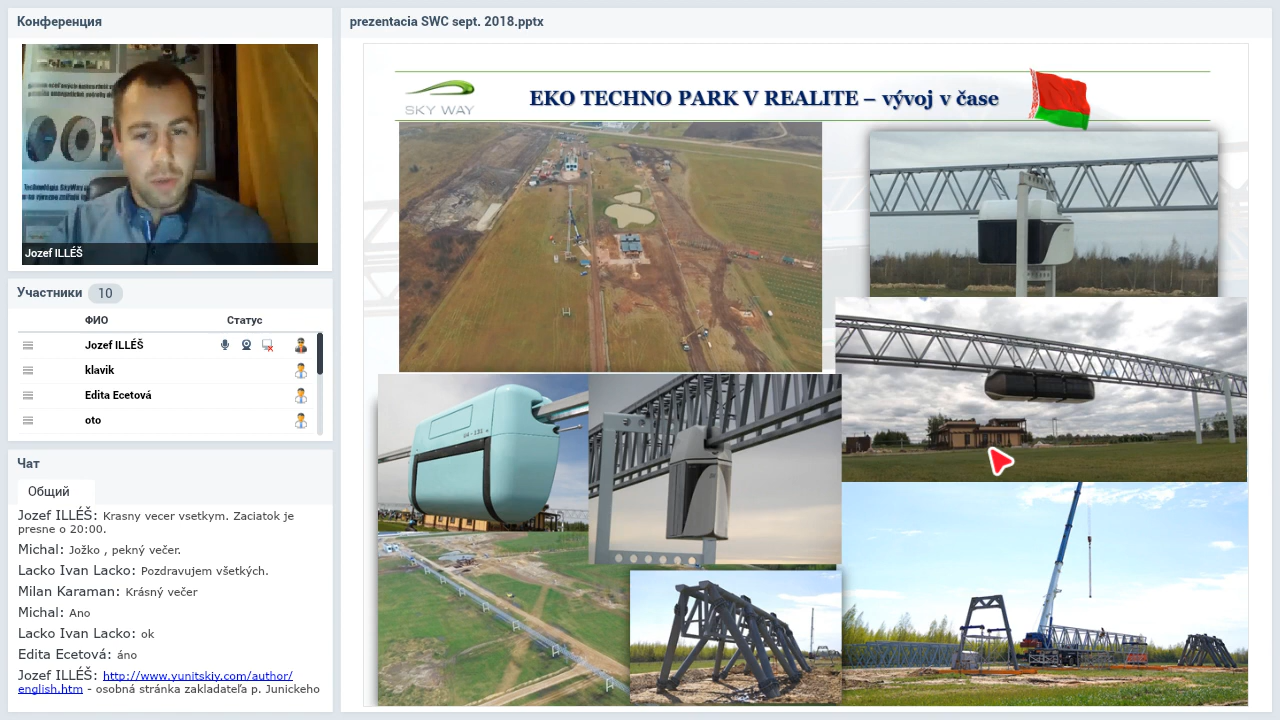 Конференция
Jozef ILLÉŠ
Участники 10
ФИО Статус
Jozef ILLÉŠ
klavik
Edita Ecetová
oto
Чат
Общий
Jozef ILLÉŠ: Krasny vecer vsetkym. Zaciatok je
presne o 20:00.
Michal: Jožko , pekný večer.
Lacko Ivan Lacko: Pozdravujem všetkých.
Milan Karaman: Krásný večer
Michal: Ano
Lacko Ivan Lacko: ok
Edita Ecetová: áno
Jozef ILLÉŠ: http://www.yunitskiy.com/author/
english.htm - osobná stránka zakladateľa p. Junickeho
prezentacia SWC sept. 2018.pptx
SKY WAY
EKO TECHNO PARK V REALITE – vývoj v čase